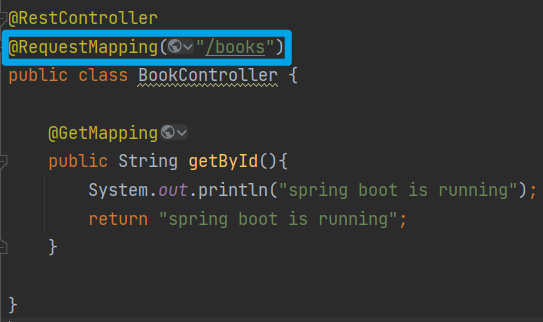 @RestController
@RequestMapping("/books")
public class BookController {
@GetMapping
public String getById(){
System.out.println("spring boot is running");
return "spring boot is running";
}
}